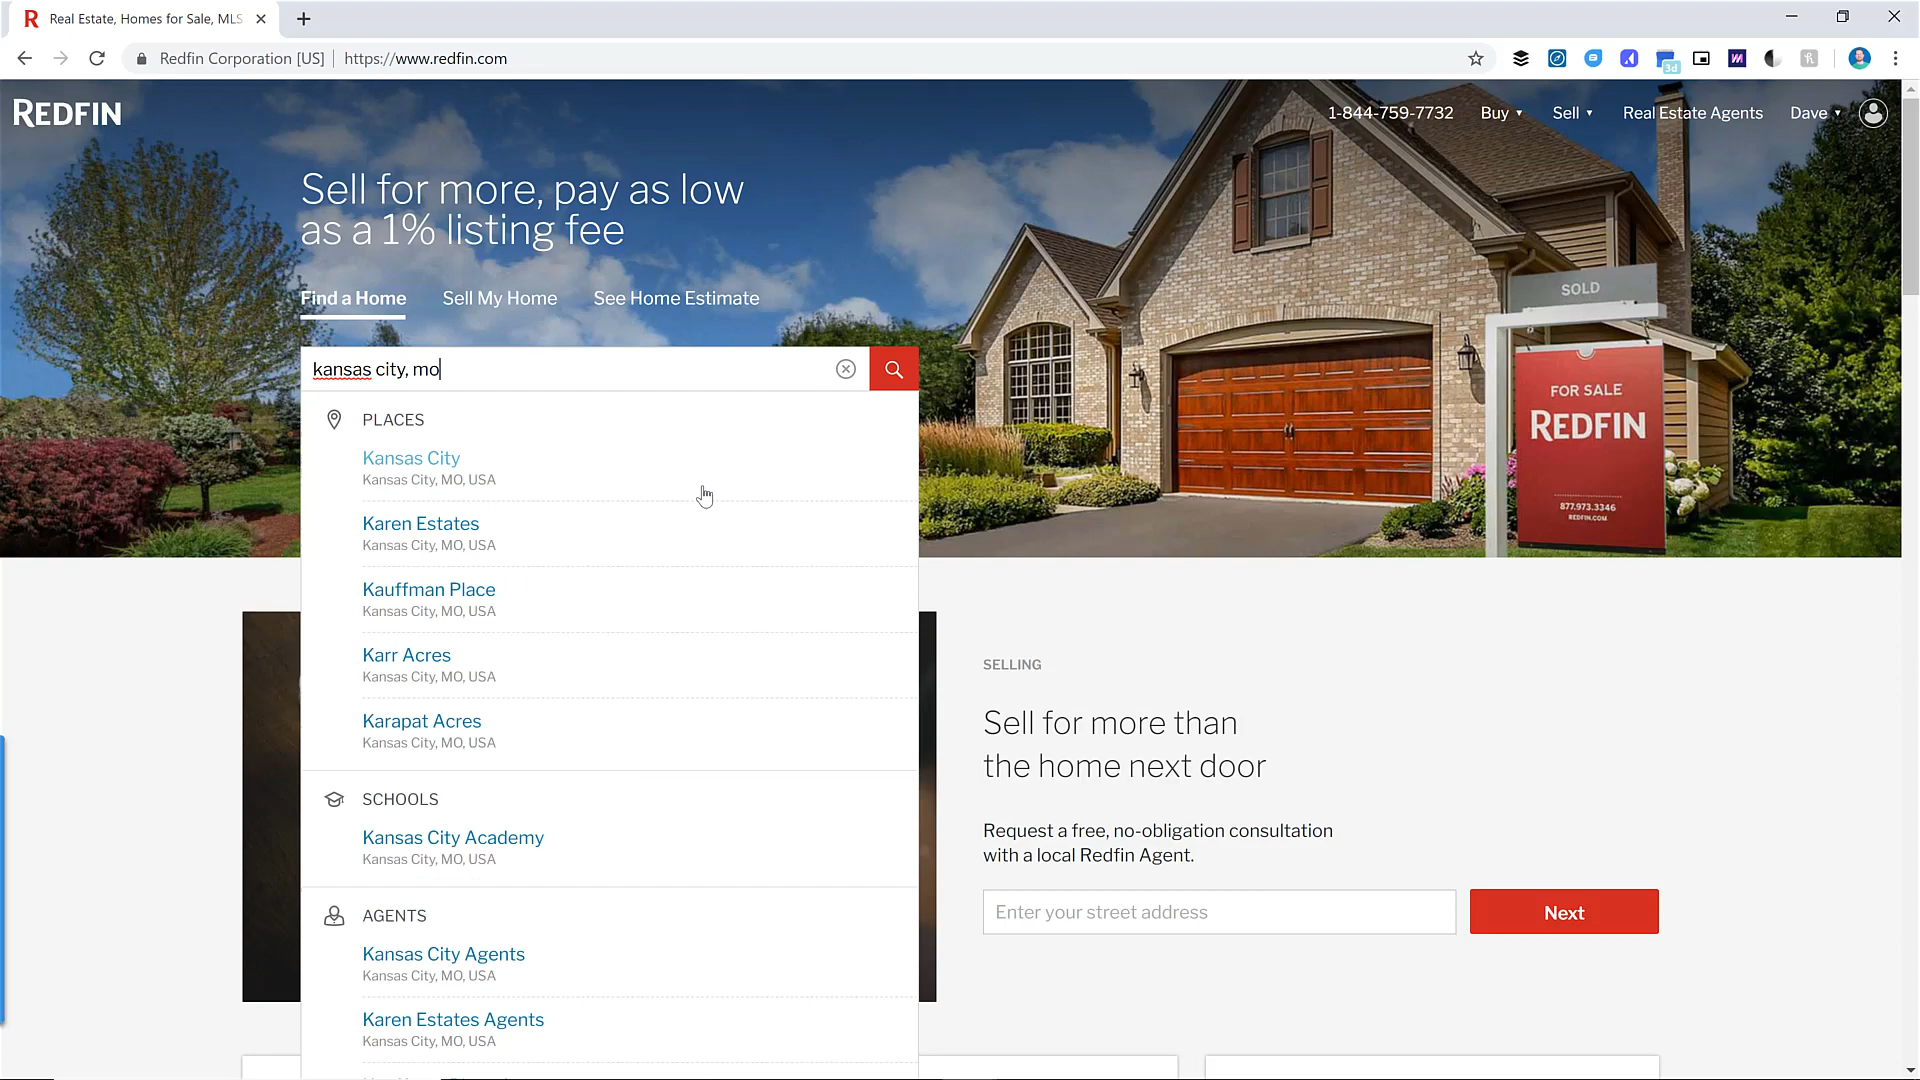 Real Estate, Homes for Sale, MLS
Redfin Corporation [US]
https://www.redfin.com
3d
REDFIN
1-844-759-7732
Buy
Sell
Real Estate Agents
Dave
Sell for more, pay as low
as a 1% listing fee
Find a Home
Sell My Home
See Home Estimate
SOLD
FOR SALE
REDFIN
877.973.3346
REDFIN.COM
kansas city, mo
PLACES
Kansas City
Kansas City, MO, USA
Karen Estates
Kansas City, MO, USA
Kauffman Place
Kansas City, MO, USA
Karr Acres
Kansas City, MO, USA
Karapat Acres
Kansas City, MO, USA
SCHOOLS
Kansas City Academy
Kansas City, MO, USA
AGENTS
Kansas City Agents
Kansas City, MO, USA
Karen Estates Agents
Kansas City, MO, USA
SELLING
Sell for more than
the home next door
Request a free, no-obligation consultation
with a local Redfin Agent.
Enter your street address
Next